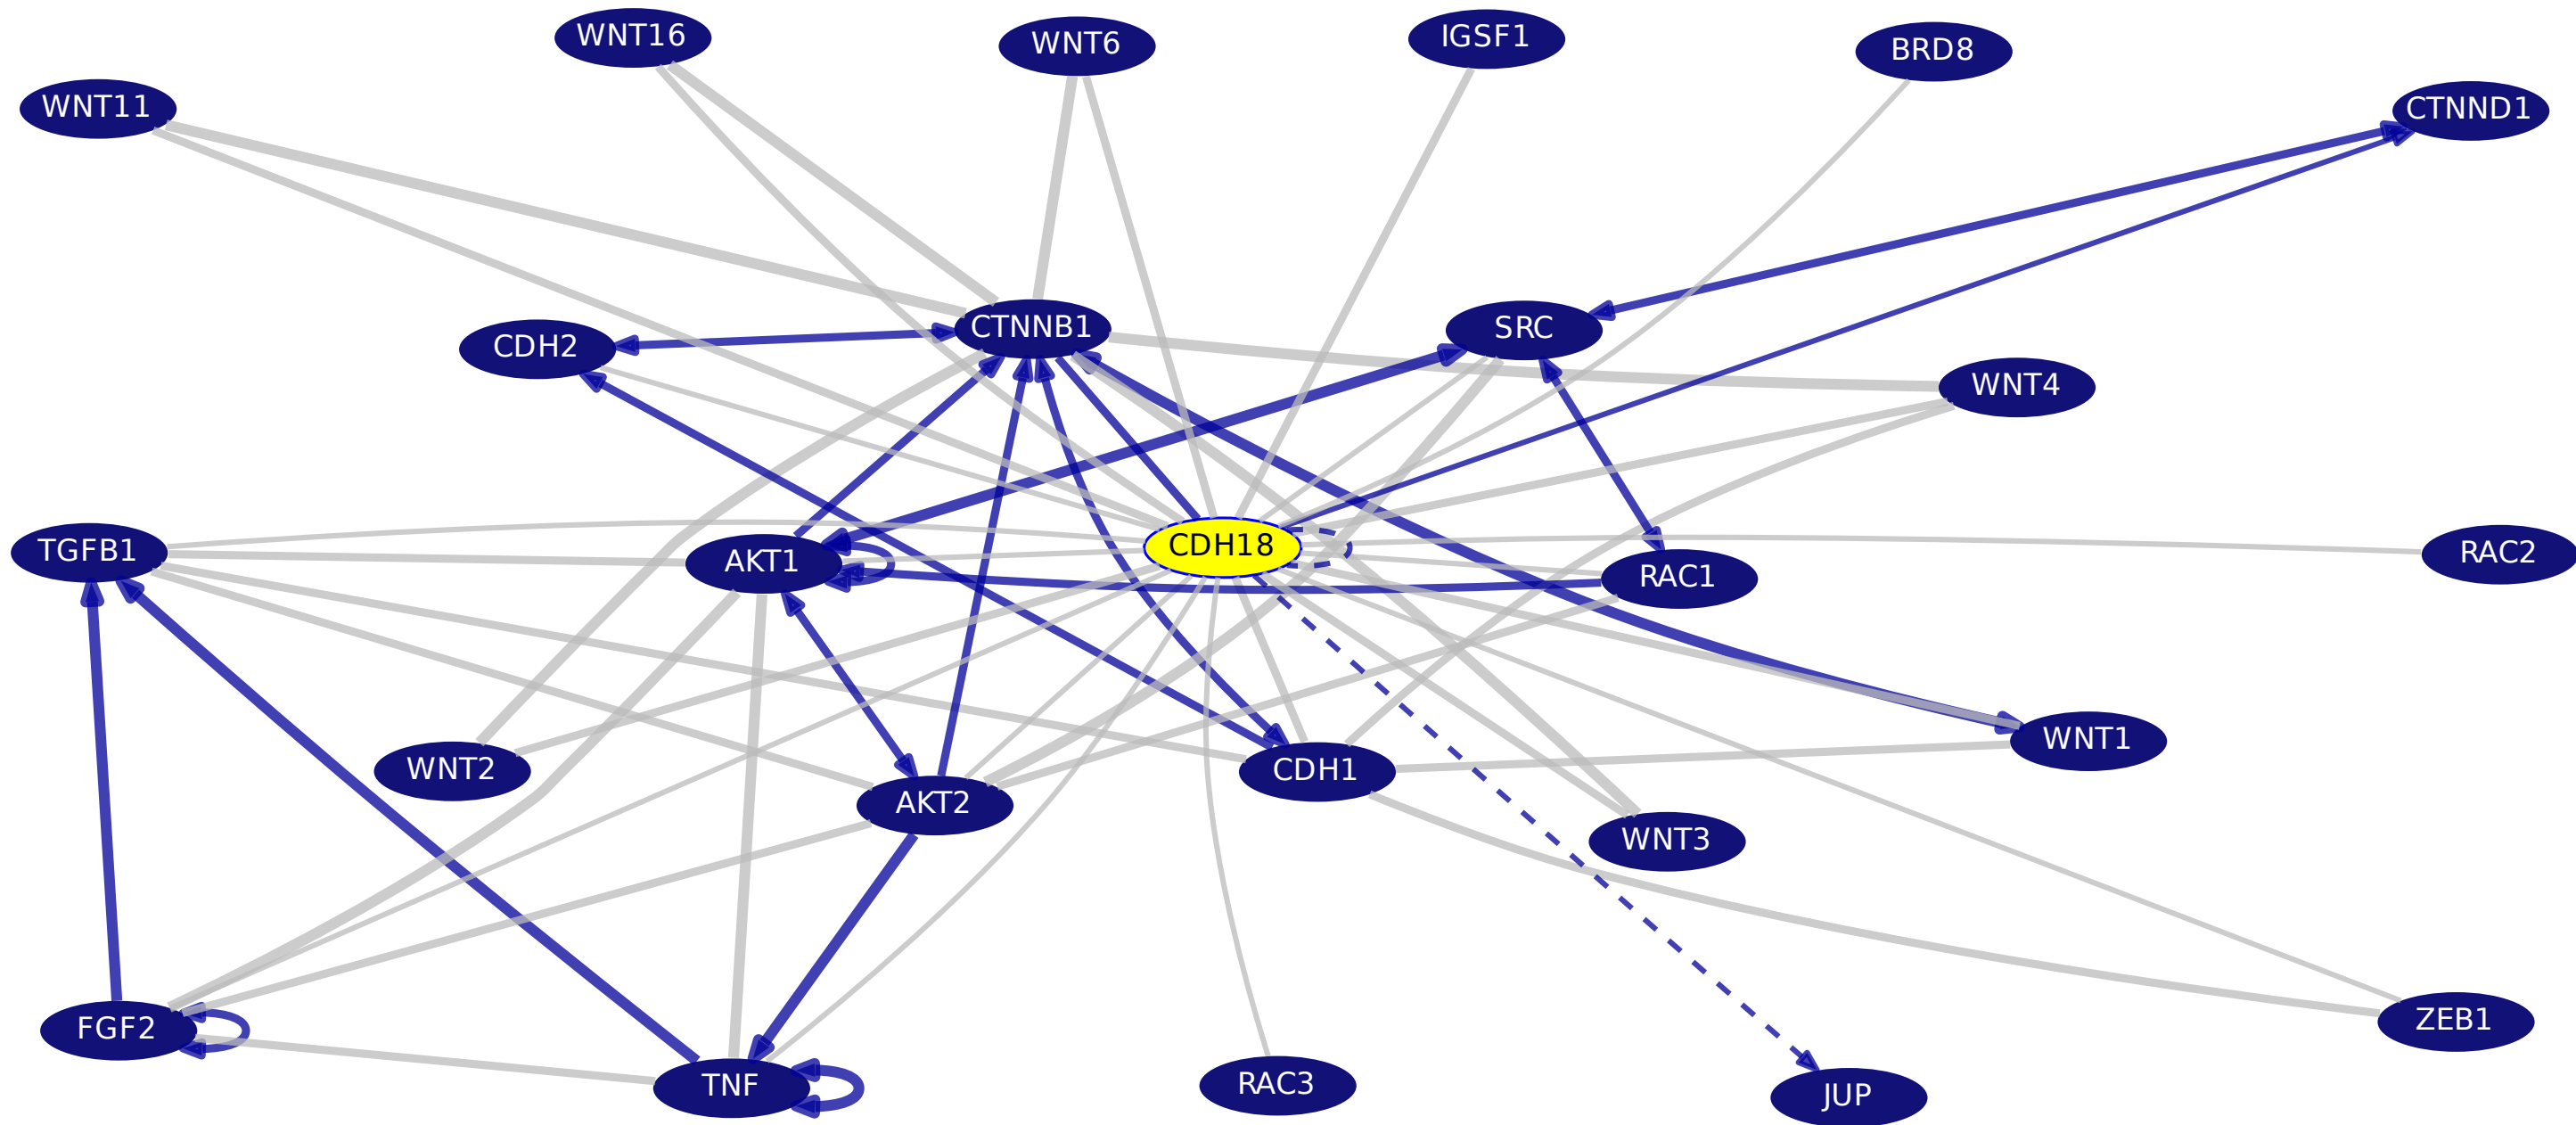 WNT16
WNT6
IGSF1
BRD8
WNT11
CTNND1
CTNNB1
SRC
CDH2
WNT4
TGFB1
AKT1
CDH18
RAC1
RAC2
WNT2
AKT2
CDH1
WNT1
WNT3
FGF2
TNF
RAC3
JUP
ZEB1